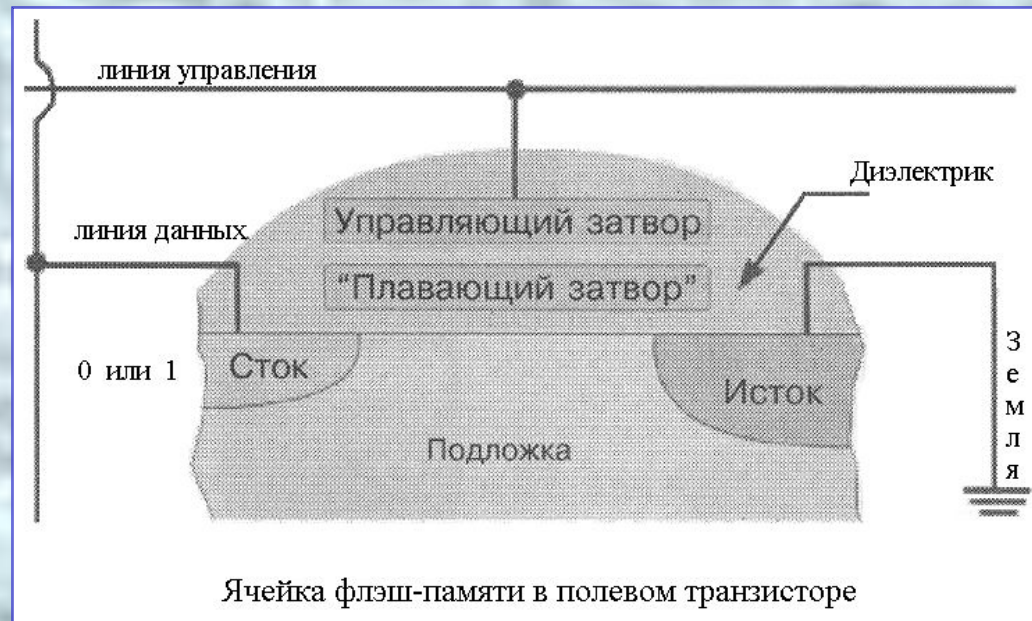 линия управления
Диэлектрик
Управляющий затвор
линия данных
“Плавающий затвор”
0 или 1
Сток
Исток
Земля
Подложка
Ячейка флэш-памяти в полевом транзисторе